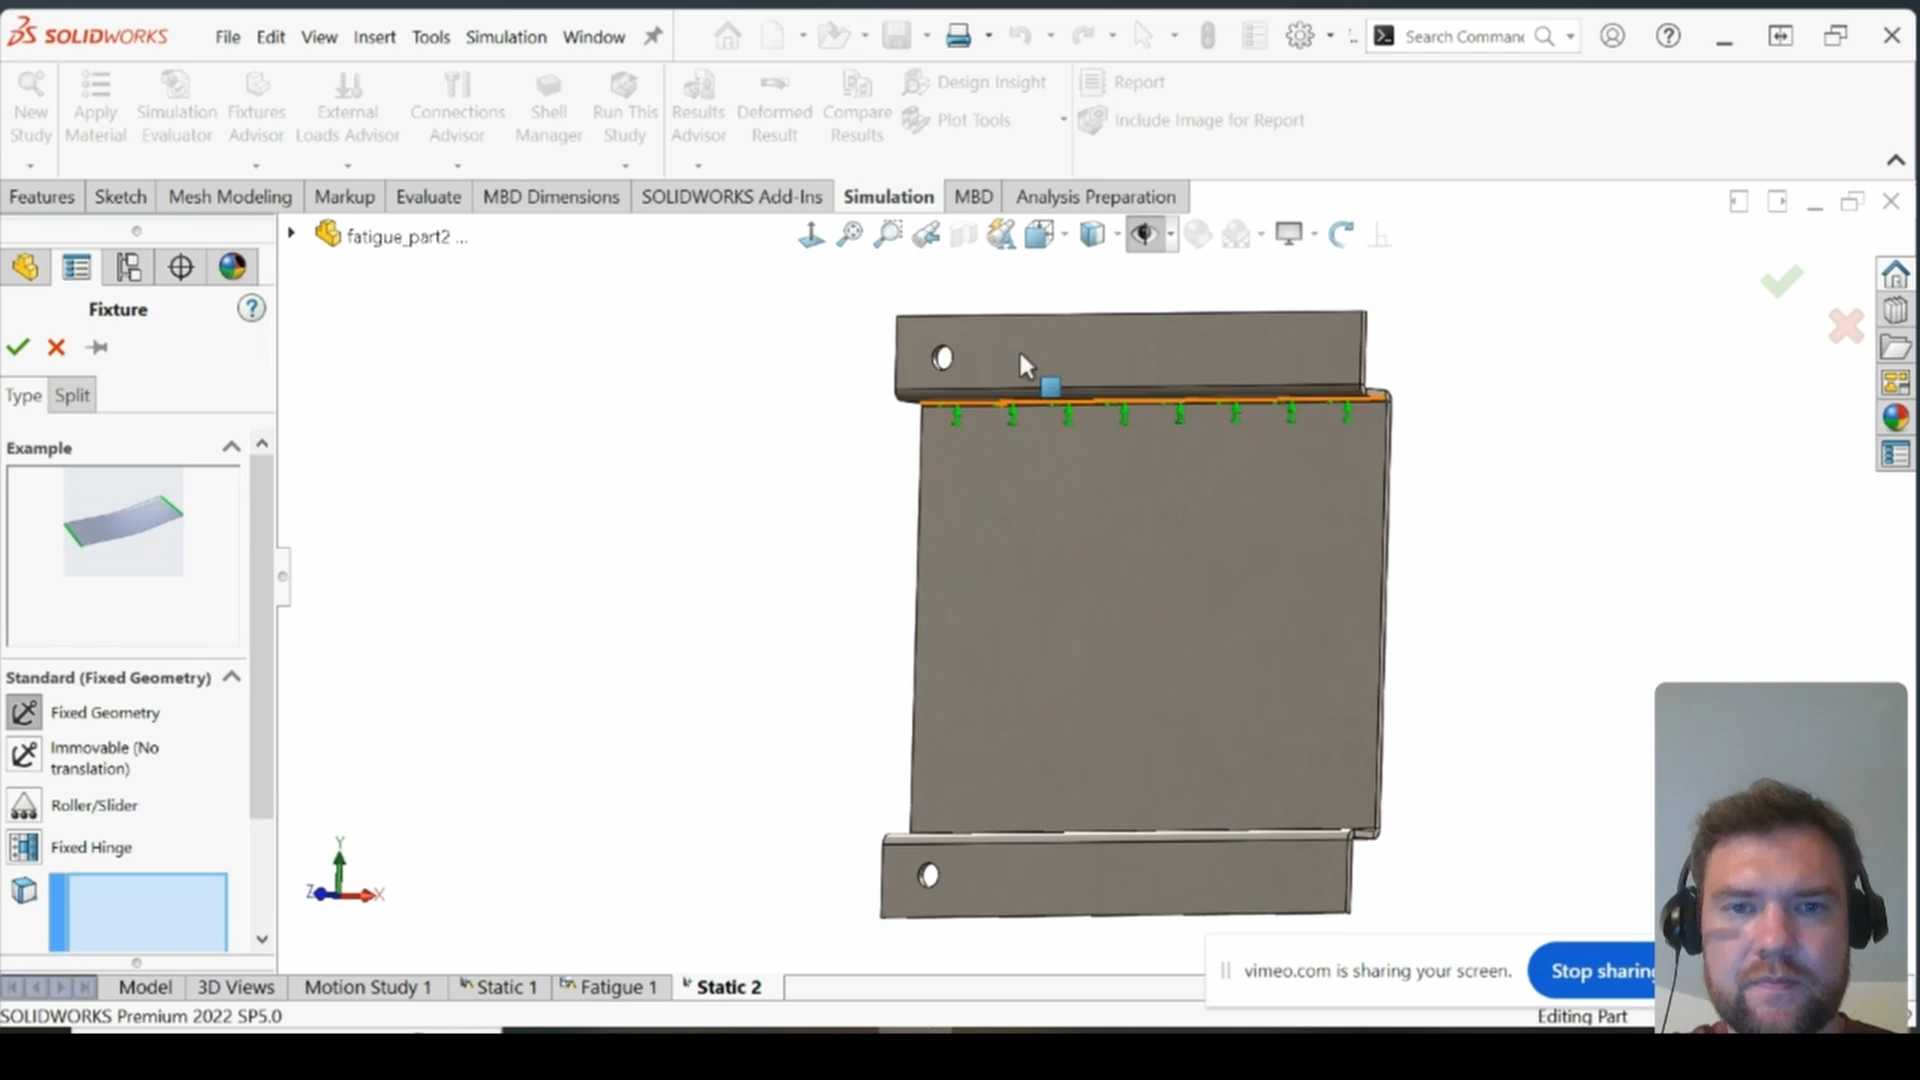 SOLIDWORKS File Edit View Insert Tools Simulation Window Search Comman
New Study
Apply Material
Simulation Evaluator
Fixtures Advisor
External Loads Advisor
Connections Advisor
Shell Manager
Run This Study
Results Advisor
Deformed Result
Compare Results
Design Insight
Plot Tools
Report
Include Image for Report
Features Sketch Mesh Modeling Markup Evaluate MBD Dimensions SOLIDWORKS Add-Ins Simulation MBD Analysis Preparation
fatigue_part2 ...
Fixture
Type Split
Example
Standard (Fixed Geometry)
Fixed Geometry
Immovable (No
translation)
Roller/Slider
Fixed Hinge
Y
Z X
vimeo.com is sharing your screen. Stop sharing
Model 3D Views Motion Study 1 Static 1 Fatigue 1 Static 2
SOLIDWORKS Premium 2022 SP5.0 Editing Part